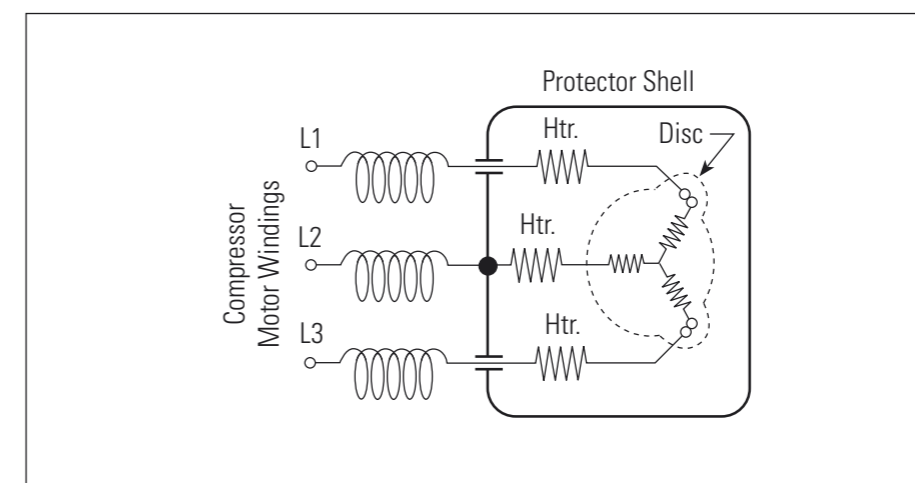 Protector Shell
Htr.
Disc
L1
Htr.
L2
Compressor
Motor Windings
Htr.
L3